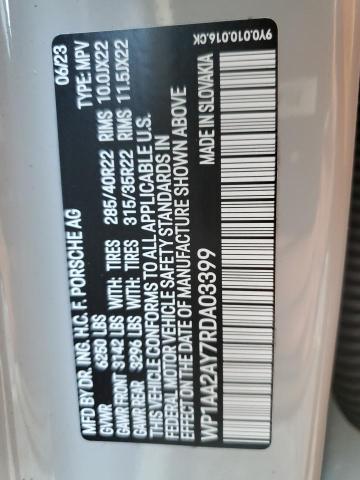 MFD BY DR. ING. H.C. F. PORSCHE AG 06/23
GVWR 6250 LBS TYPE: MPV
GAWR FRONT 3142 LBS WITH: TIRES 285/40R22 RIMS 10.0JX22
GAWR REAR 3296 LBS WITH: TIRES 315/35R22 RIMS 11.5JX22
THIS VEHICLE CONFORMS TO ALL APPLICABLE U.S.
FEDERAL MOTOR VEHICLE SAFETY STANDARDS IN
EFFECT ON THE DATE OF MANUFACTURE SHOWN ABOVE
WP1AA2AY7RDA03399 MADE IN SLOVAKIA
9Y0.010.016.CK